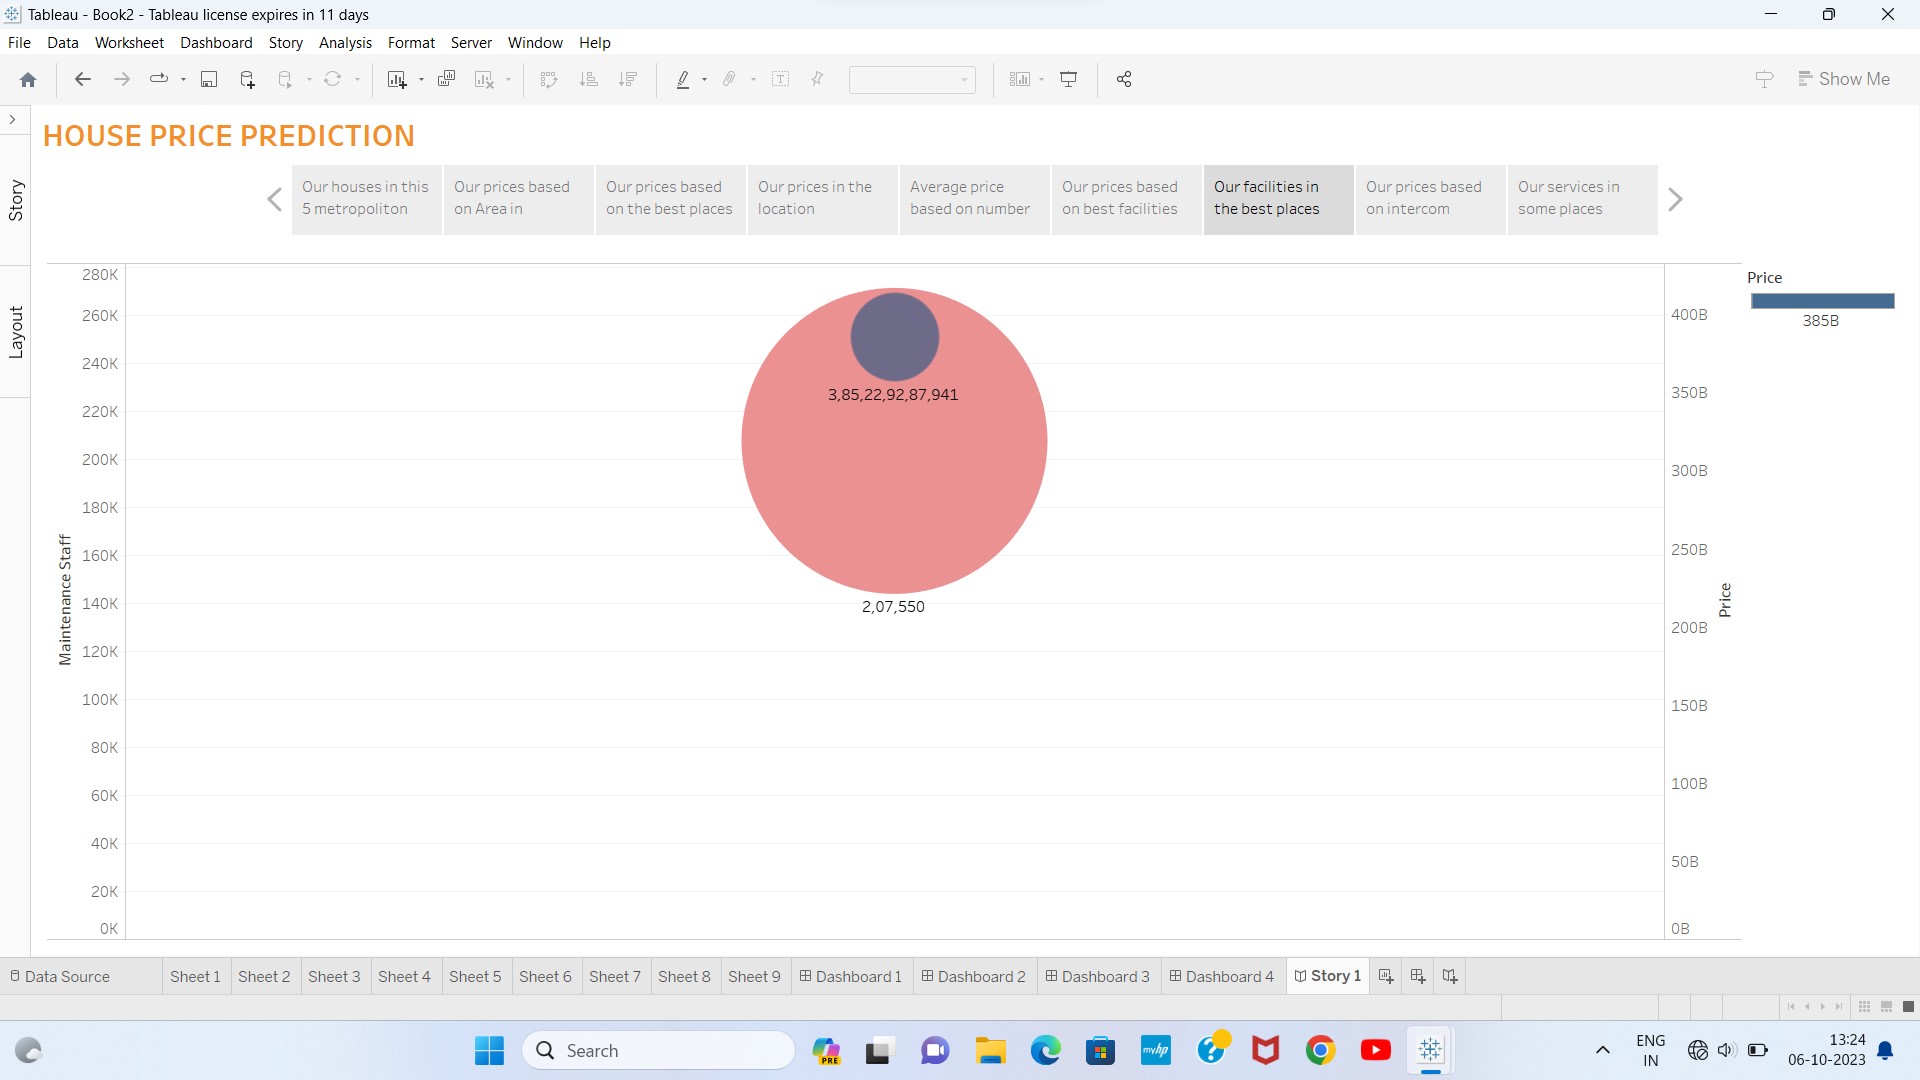 Tableau - Book2 - Tableau license expires in 11 days
File Data Worksheet Dashboard Story Analysis Format Server Window Help
Show Me
HOUSE PRICE PREDICTION
Story
Layout
Our houses in this
5 metropoliton
Our prices based
on Area in
Our prices based
on the best places
Our prices in the
location
Average price
based on number
Our prices based
on best facilities
Our facilities in
the best places
Our prices based
on intercom
Our services in
some places
Maintenance Staff
280K
260K
240K
220K
200K
180K
160K
140K
120K
100K
80K
60K
40K
20K
0K
3,85,22,92,87,941
2,07,550
400B
350B
300B
250B
200B
150B
100B
50B
0B
Price
Price
385B
Data Source Sheet 1 Sheet 2 Sheet 3 Sheet 4 Sheet 5 Sheet 6 Sheet 7 Sheet 8 Sheet 9 Dashboard 1 Dashboard 2 Dashboard 3 Dashboard 4 Story 1
Search
PRE
myhp
ENG
IN
13:24
06-10-2023